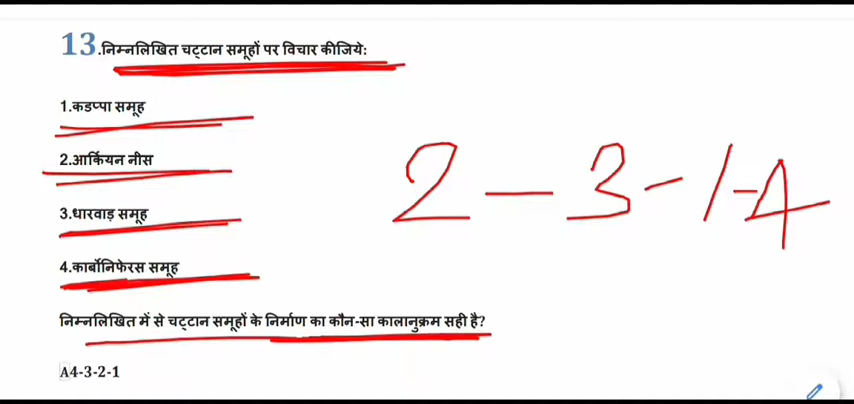 13.निम्नलिखित चट्टान समूहों पर विचार कीजिये:
1.कडप्पा समूह
2.आर्कियन नीस
2 - 3 - 1 - 4
3.धारवाड़ समूह
4.कार्बोनिफेरस समूह
निम्नलिखित में से चट्टान समूहों के निर्माण का कौन-सा कालानुक्रम सही है?
A4-3-2-1